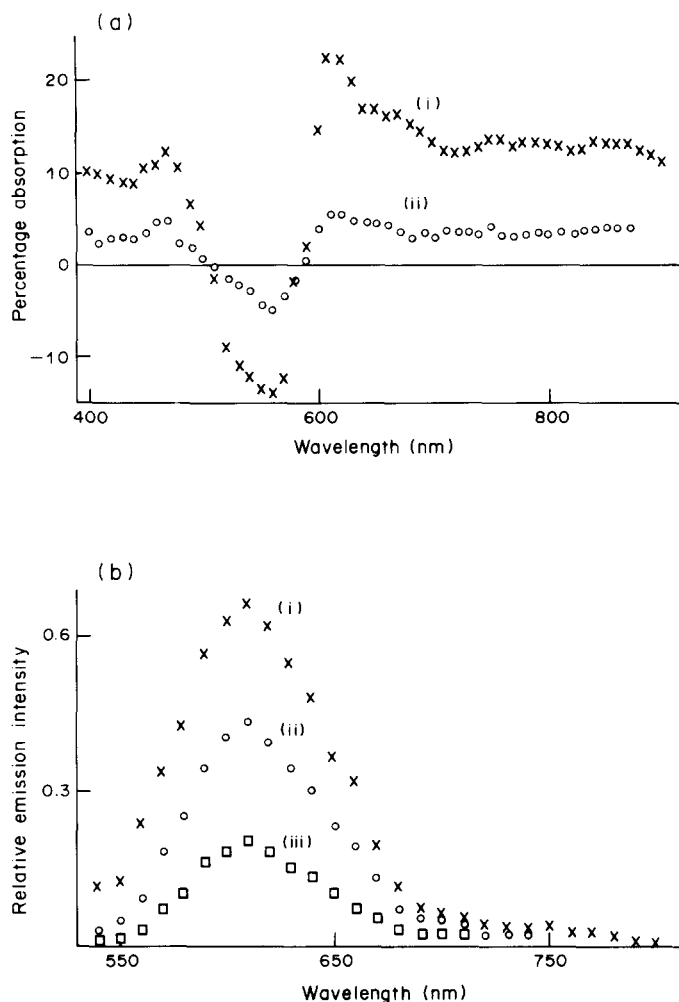 (a)
Percentage absorption
20
10
0
−10
(i)
(ii)
400
600
800
Wavelength (nm)
(b)
Relative emission intensity
0.6
0.3
(i)
(ii)
(iii)
550
650
750
Wavelength (nm)